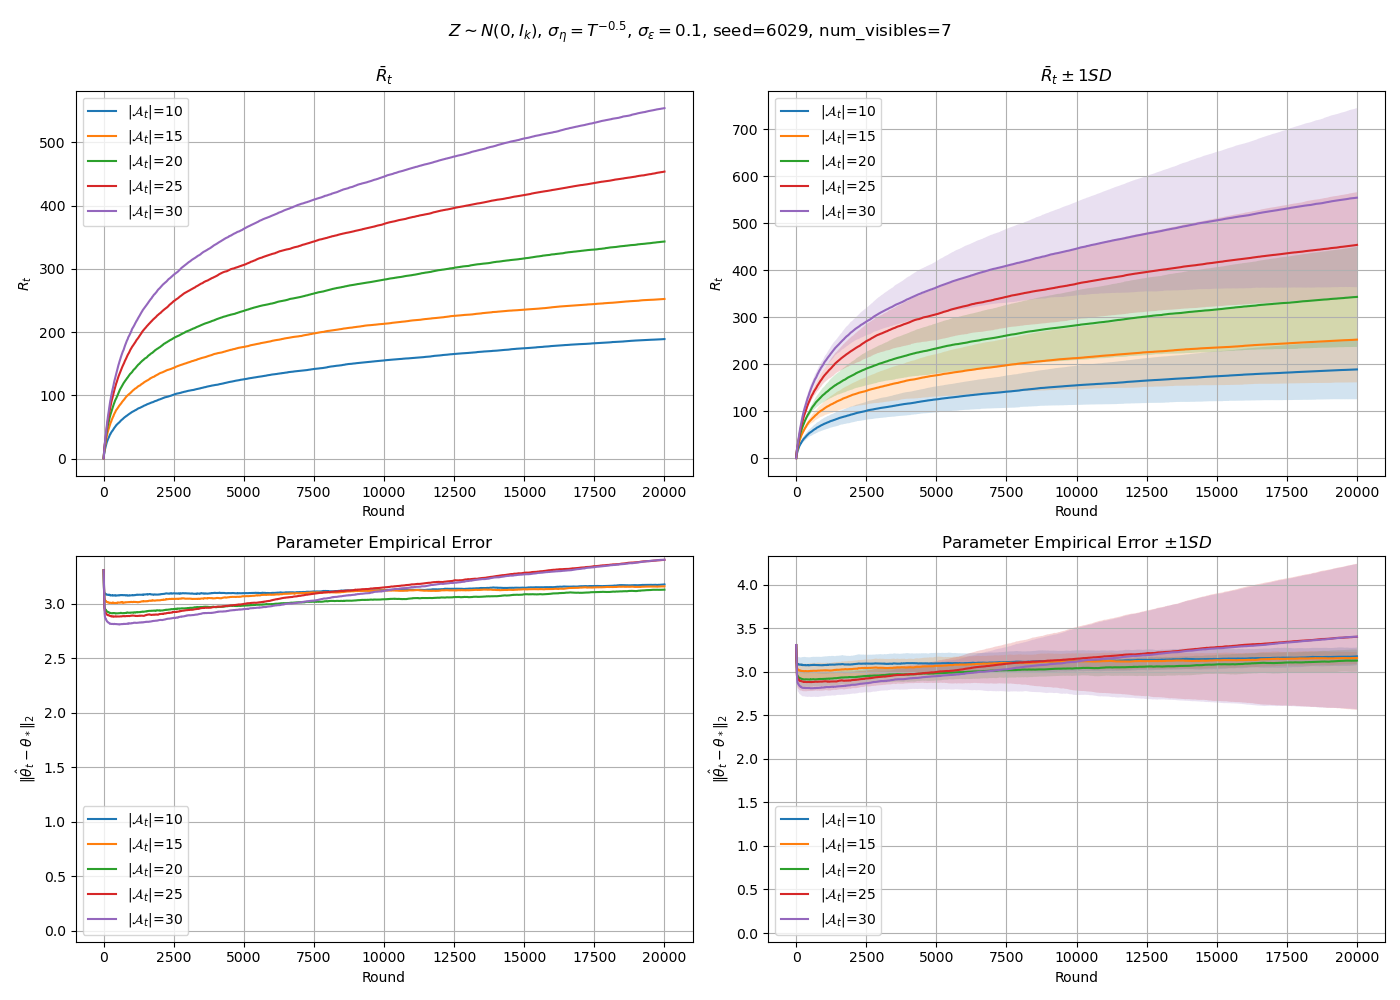 Z ∼ N(0, I_k), σ_η = T^{−0.5}, σ_ε = 0.1, seed=6029, num_visibles=7
R̄_t
R_t
500
400
300
200
100
0
|𝒜_t|=10
|𝒜_t|=15
|𝒜_t|=20
|𝒜_t|=25
|𝒜_t|=30
0 2500 5000 7500 10000 12500 15000 17500 20000
Round
R̄_t ± 1SD
R_t
700
600
500
400
300
200
100
0
|𝒜_t|=10
|𝒜_t|=15
|𝒜_t|=20
|𝒜_t|=25
|𝒜_t|=30
0 2500 5000 7500 10000 12500 15000 17500 20000
Round
Parameter Empirical Error
‖θ̂_t − θ_*‖_2
3.0
2.5
2.0
1.5
1.0
0.5
0.0
|𝒜_t|=10
|𝒜_t|=15
|𝒜_t|=20
|𝒜_t|=25
|𝒜_t|=30
0 2500 5000 7500 10000 12500 15000 17500 20000
Round
Parameter Empirical Error ±1SD
‖θ̂_t − θ_*‖_2
4.0
3.5
3.0
2.5
2.0
1.5
1.0
0.5
0.0
|𝒜_t|=10
|𝒜_t|=15
|𝒜_t|=20
|𝒜_t|=25
|𝒜_t|=30
0 2500 5000 7500 10000 12500 15000 17500 20000
Round